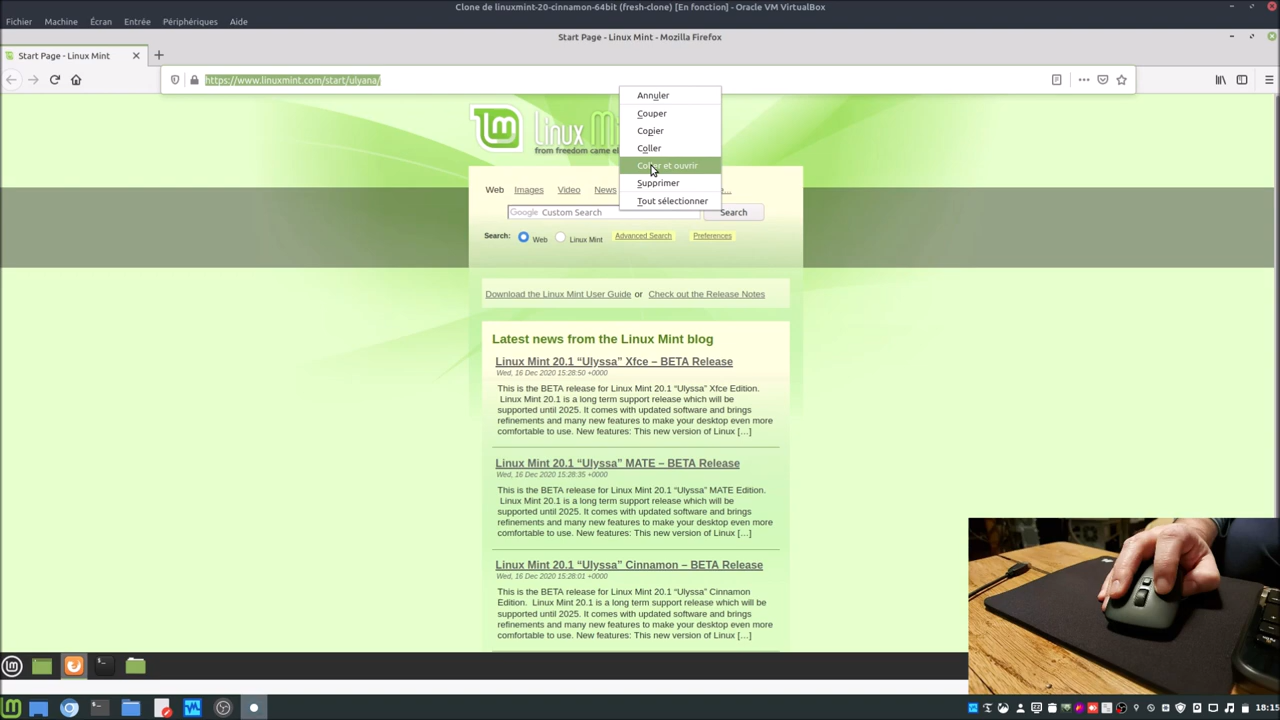 Clone de linuxmint-20-cinnamon-64bit (fresh-clone) [En fonction] - Oracle VM VirtualBox
Fichier Machine Écran Entrée Périphériques Aide
Start Page - Linux Mint - Mozilla Firefox
Start Page - Linux Mint
https://www.linuxmint.com/start/ulyana/
Annuler
Couper
Copier
Coller
Coller et ouvrir
Supprimer
Tout sélectionner
Linux M
from freedom came el
Web Images Video News
Google Custom Search Search
Search: Web Linux Mint Advanced Search Preferences
Download the Linux Mint User Guide or Check out the Release Notes
Latest news from the Linux Mint blog
Linux Mint 20.1 “Ulyssa” Xfce – BETA Release
Wed, 16 Dec 2020 15:28:50 +0000
This is the BETA release for Linux Mint 20.1 “Ulyssa” Xfce Edition.
Linux Mint 20.1 is a long term support release which will be
supported until 2025. It comes with updated software and brings
refinements and many new features to make your desktop even more
comfortable to use. New features: This new version of Linux […]
Linux Mint 20.1 “Ulyssa” MATE – BETA Release
Wed, 16 Dec 2020 15:28:35 +0000
This is the BETA release for Linux Mint 20.1 “Ulyssa” MATE Edition.
Linux Mint 20.1 is a long term support release which will be
supported until 2025. It comes with updated software and brings
refinements and many new features to make your desktop even more
comfortable to use. New features: This new version of Linux […]
Linux Mint 20.1 “Ulyssa” Cinnamon – BETA Release
Wed, 16 Dec 2020 15:28:01 +0000
This is the BETA release for Linux Mint 20.1 “Ulyssa” Cinnamon
Edition. Linux Mint 20.1 is a long term support release which will
be supported until 2025. It comes with updated software and
brings refinements and many new features to make your desktop
even more comfortable to use. New features: This new version of
Linux […]
18:15